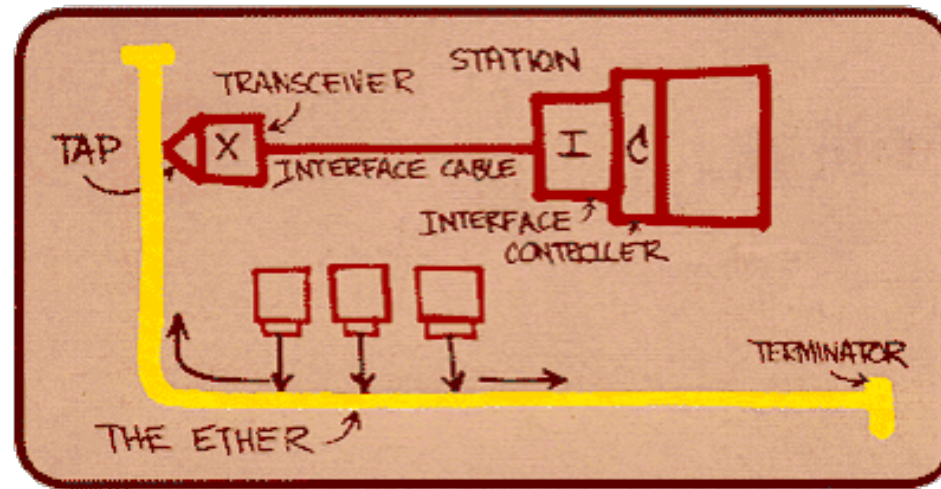 STATION
TRANSCEIVER
TAP
X
I
C
INTERFACE CABLE
INTERFACE
CONTROLLER
TERMINATOR
THE ETHER